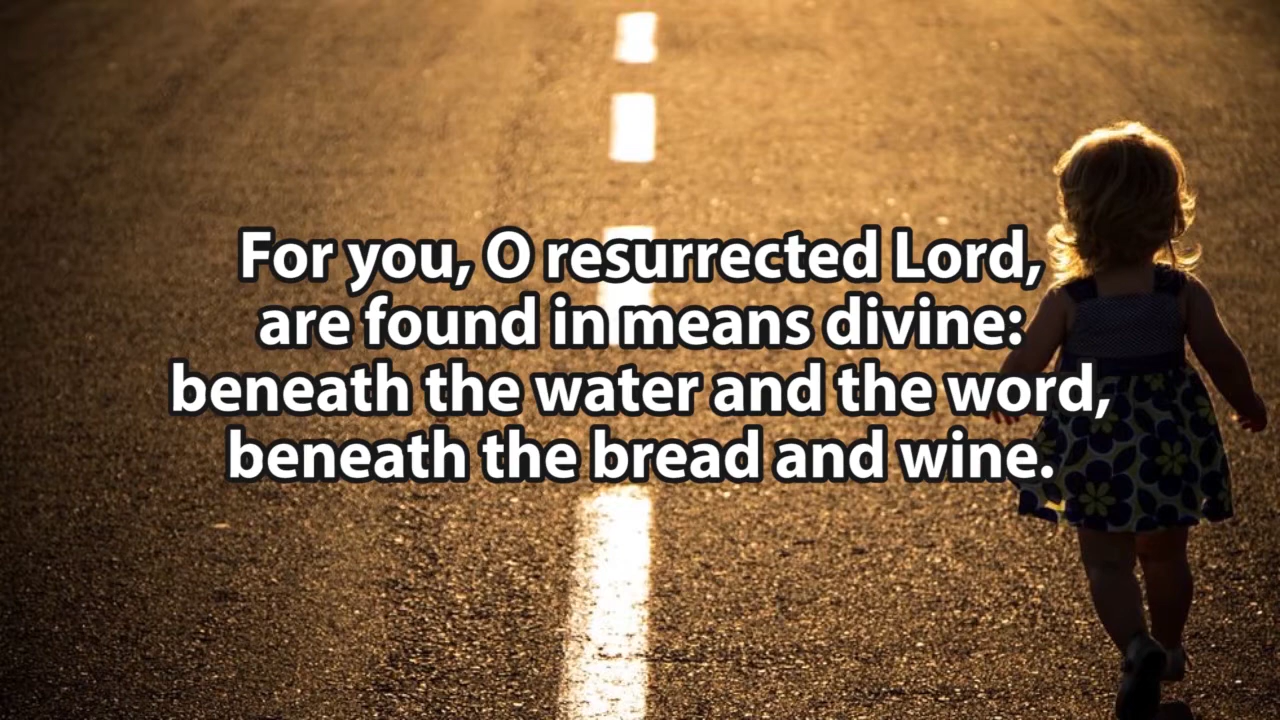 For you, O resurrected Lord,
are found in means divine:
beneath the water and the word,
beneath the bread and wine.